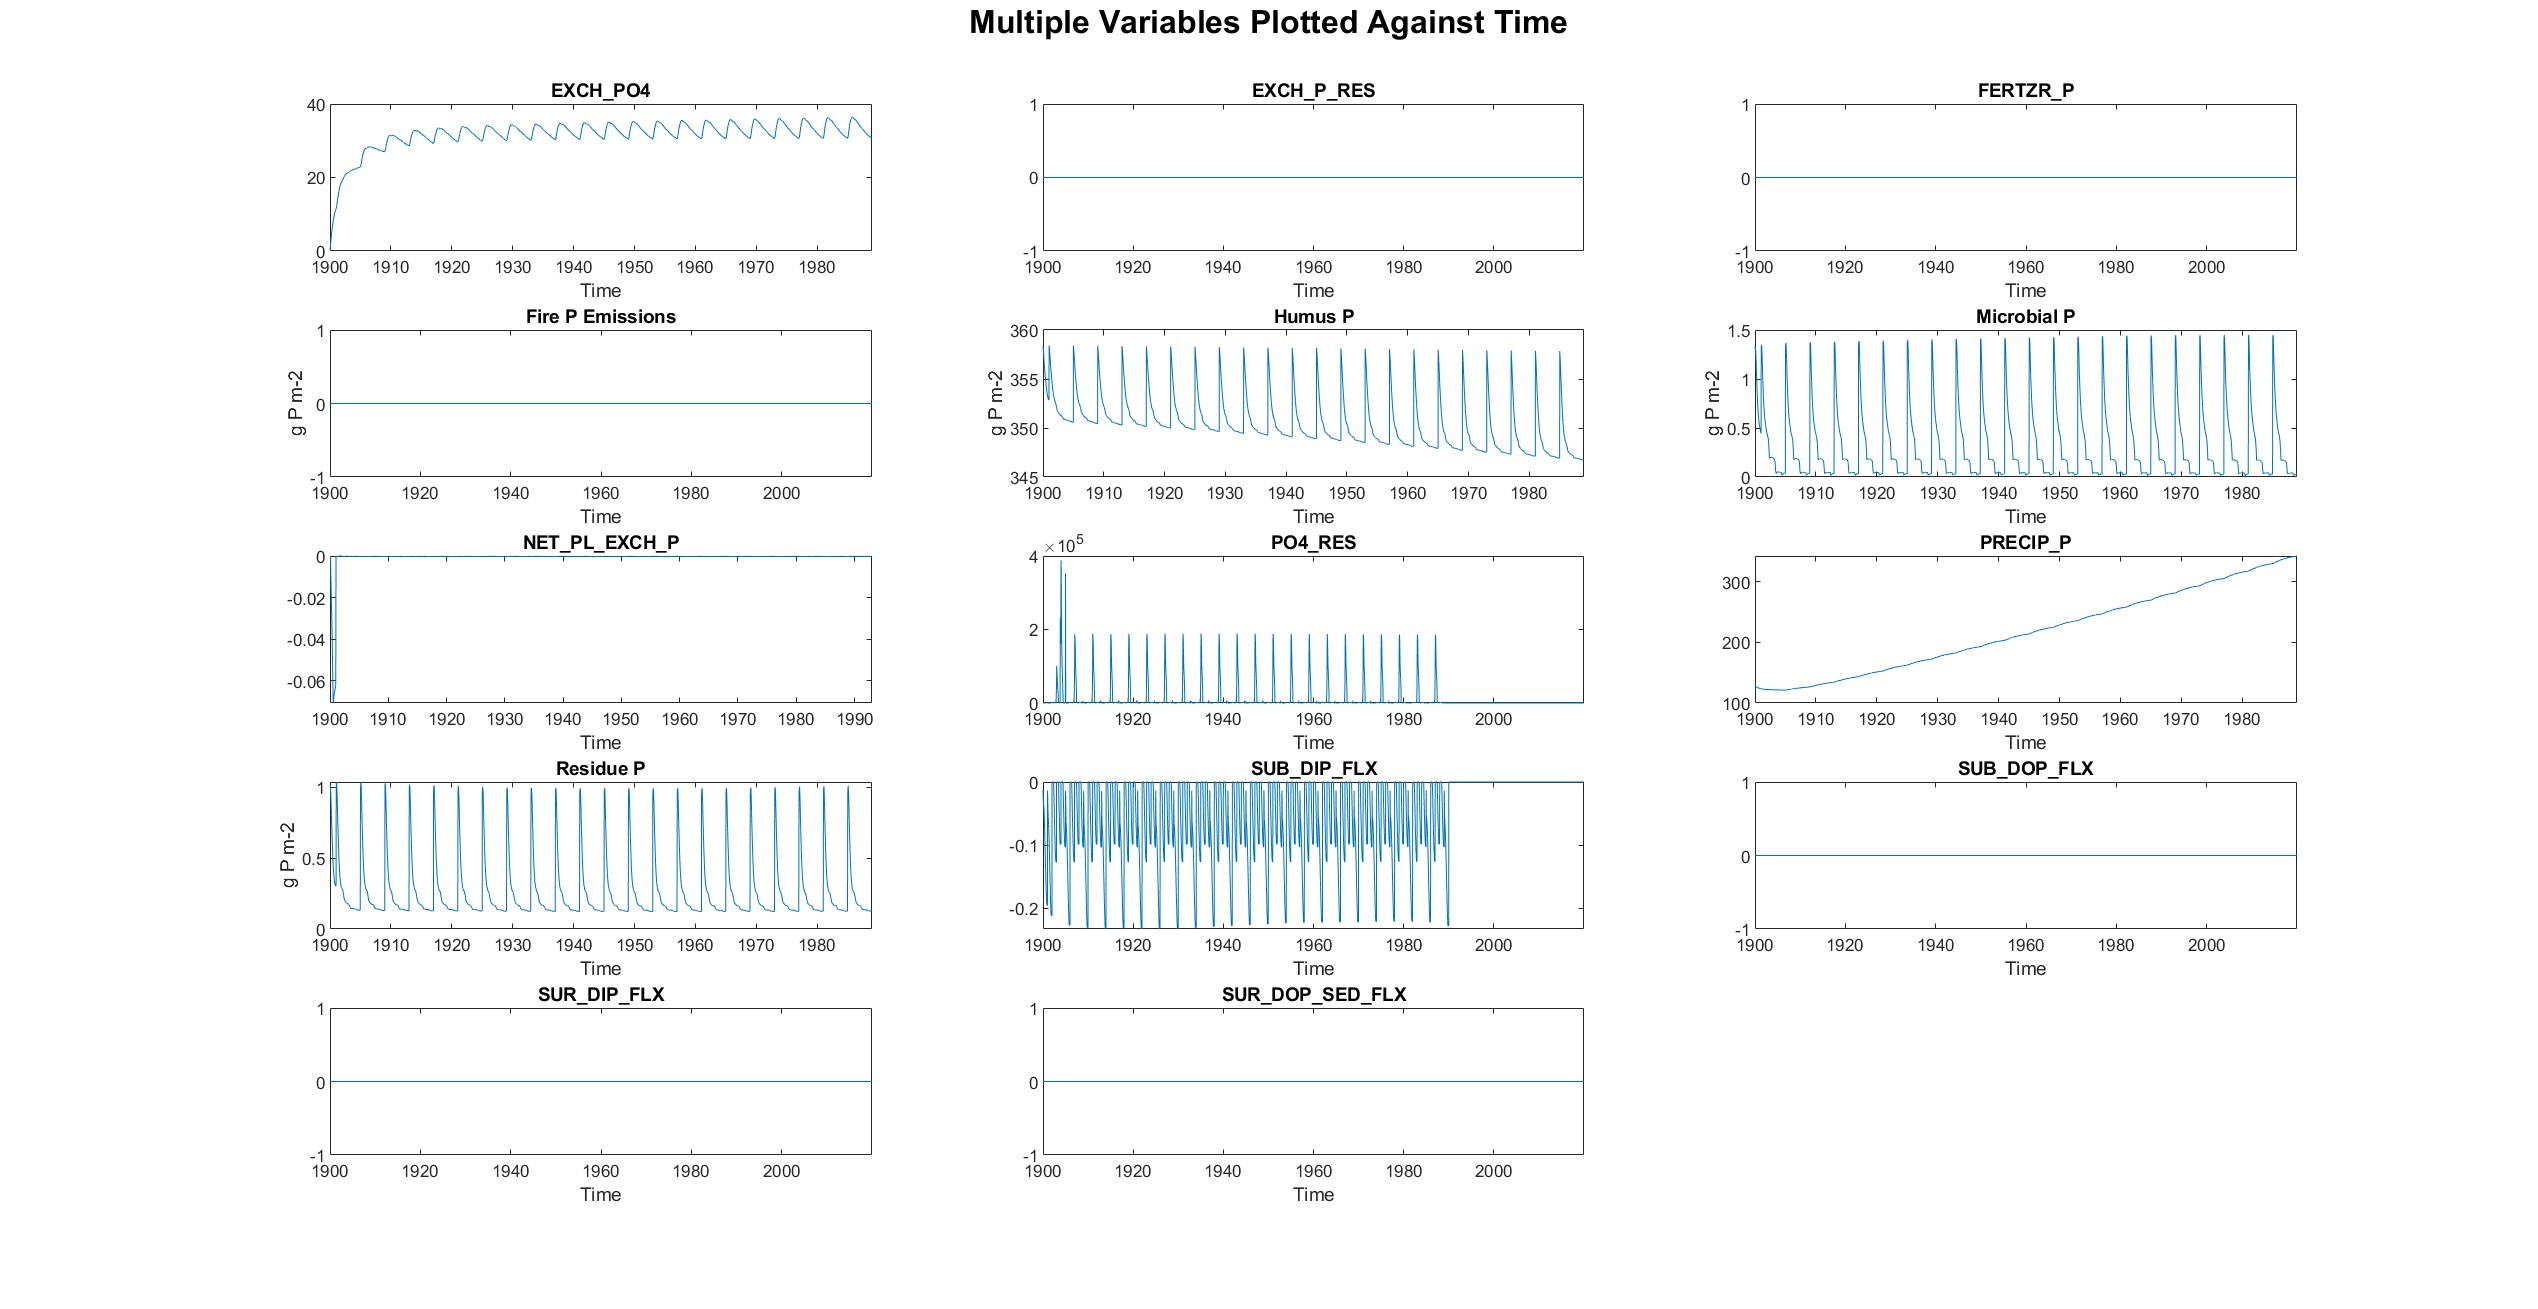 Multiple Variables Plotted Against Time
EXCH_PO4
40
20
0
1900 1910 1920 1930 1940 1950 1960 1970 1980
Time
EXCH_P_RES
1
0
-1
1900 1920 1940 1960 1980 2000
Time
FERTZR_P
1
0
-1
1900 1920 1940 1960 1980 2000
Time
Fire P Emissions
g P m-2
1
0
-1
1900 1920 1940 1960 1980 2000
Time
Humus P
g P m-2
360
355
350
345
1900 1910 1920 1930 1940 1950 1960 1970 1980
Time
Microbial P
g P m-2
1.5
1
0.5
0
1900 1910 1920 1930 1940 1950 1960 1970 1980
Time
NET_PL_EXCH_P
0
-0.02
-0.04
-0.06
1900 1910 1920 1930 1940 1950 1960 1970 1980 1990
Time
PO4_RES
×10^5
4
2
0
1900 1920 1940 1960 1980 2000
Time
PRECIP_P
300
200
100
1900 1910 1920 1930 1940 1950 1960 1970 1980
Time
Residue P
g P m-2
1
0.5
0
1900 1910 1920 1930 1940 1950 1960 1970 1980
Time
SUB_DIP_FLX
0
-0.1
-0.2
1900 1920 1940 1960 1980 2000
Time
SUB_DOP_FLX
1
0
-1
1900 1920 1940 1960 1980 2000
Time
SUR_DIP_FLX
1
0
-1
1900 1920 1940 1960 1980 2000
Time
SUR_DOP_SED_FLX
1
0
-1
1900 1920 1940 1960 1980 2000
Time